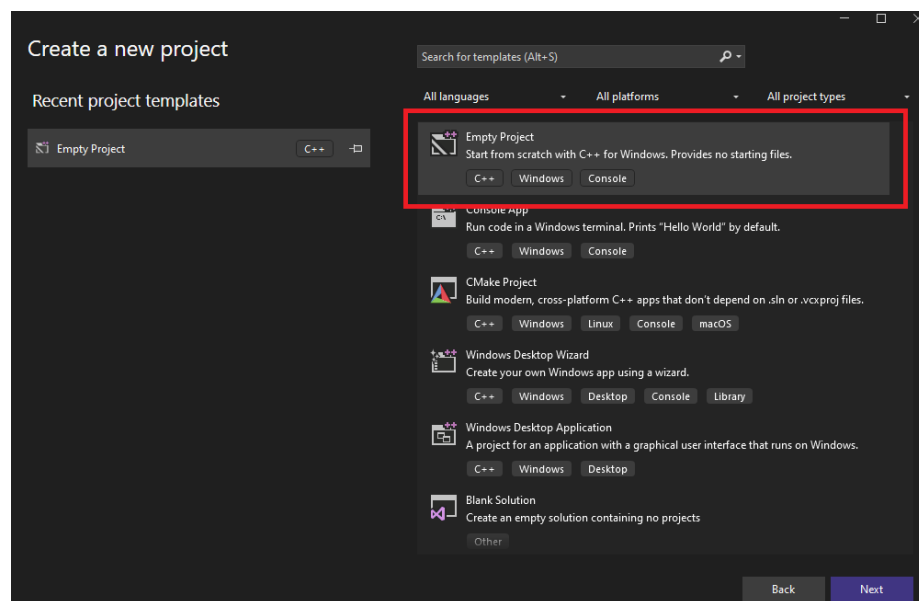 Create a new project
Search for templates (Alt+S)
Recent project templates
All languages
All platforms
All project types
Empty Project
C++
Empty Project
Start from scratch with C++ for Windows. Provides no starting files.
C++ Windows Console
Console App
Run code in a Windows terminal. Prints "Hello World" by default.
C++ Windows Console
CMake Project
Build modern, cross-platform C++ apps that don't depend on .sln or .vcxproj files.
C++ Windows Linux Console macOS
Windows Desktop Wizard
Create your own Windows app using a wizard.
C++ Windows Desktop Console Library
Windows Desktop Application
A project for an application with a graphical user interface that runs on Windows.
C++ Windows Desktop
Blank Solution
Create an empty solution containing no projects
Other
Back
Next